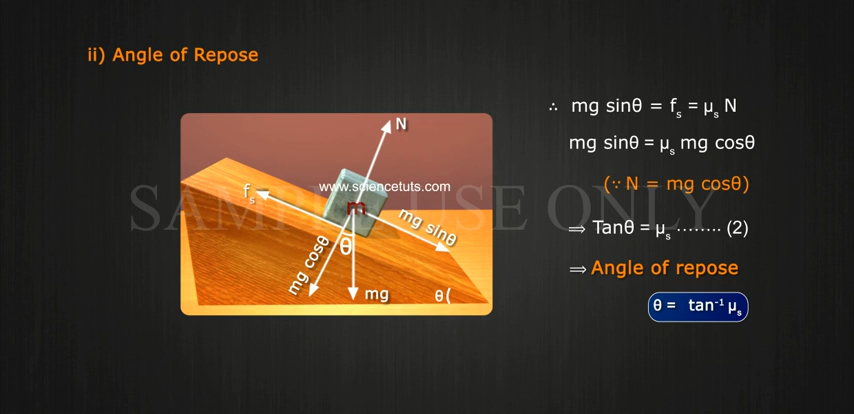 ii) Angle of Repose
N
fₛ
www.sciencetuts.com
m
mg sinθ
mg cosθ
θ
mg
θ(
∴ mg sinθ = fₛ = μₛ N
mg sinθ = μₛ mg cosθ
(∵ N = mg cosθ)
⇒ Tanθ = μₛ ........ (2)
⇒ Angle of repose
θ = tan⁻¹ μₛ
SAMPLE USE ONLY